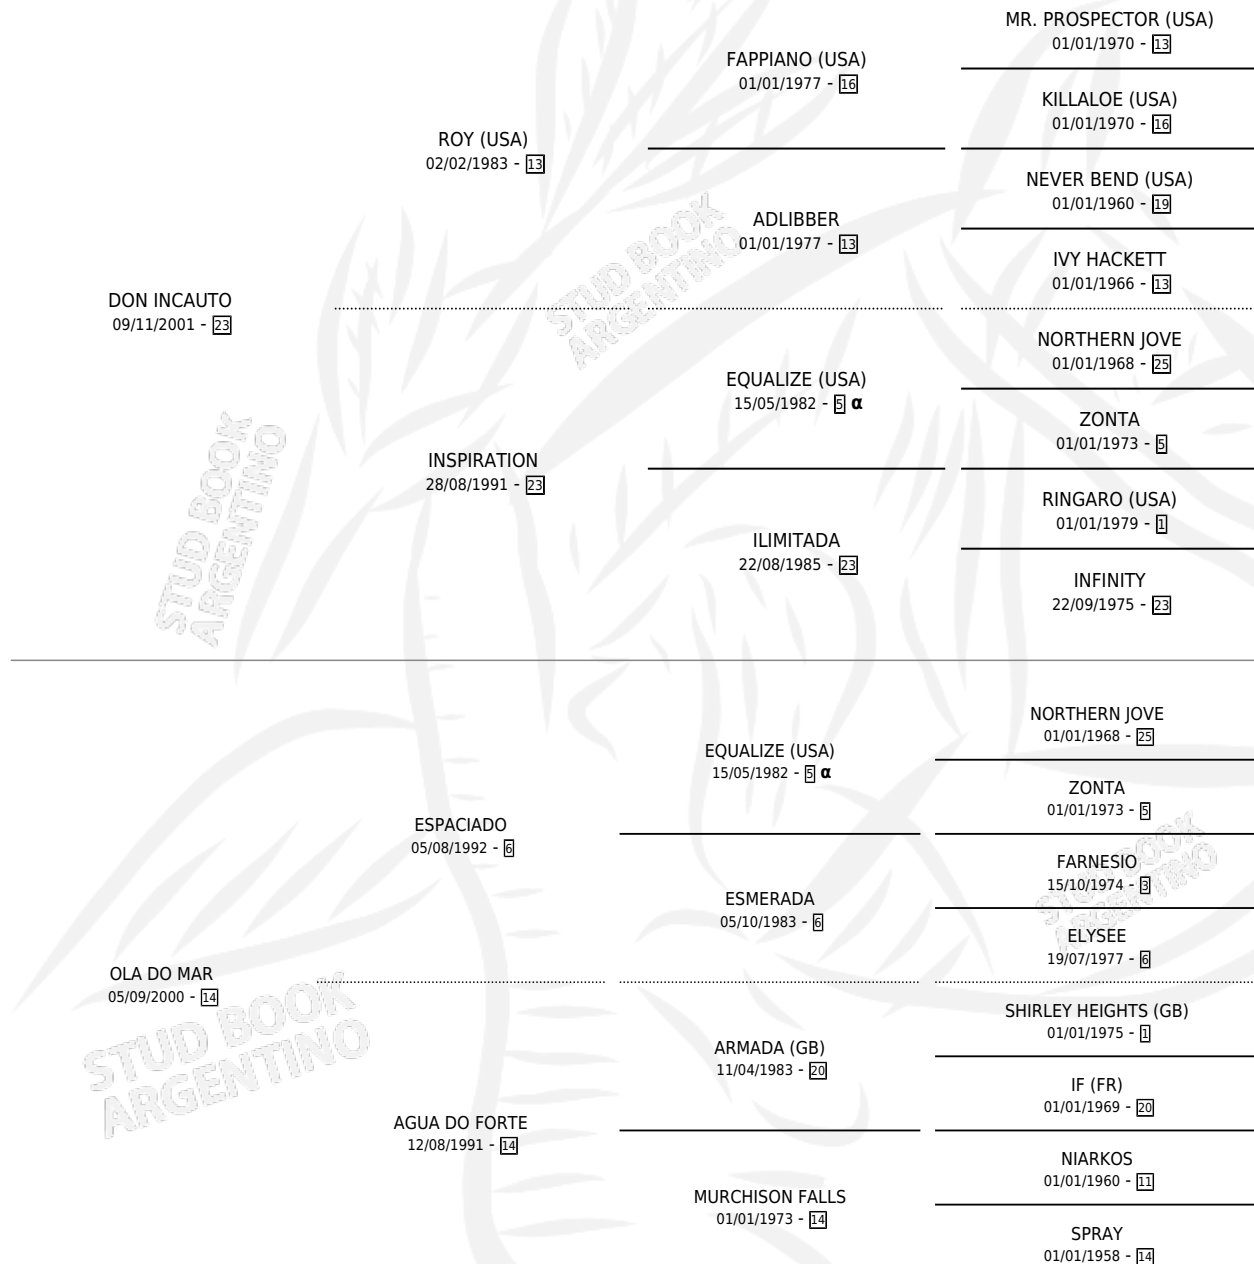 MR. PROSPECTOR (USA)
01/01/1970 - 13
FAPPIANO (USA)
01/01/1977 - 16
KILLALOE (USA)
01/01/1970 - 16
ROY (USA)
02/02/1983 - 13
NEVER BEND (USA)
01/01/1960 - 19
ADLIBBER
01/01/1977 - 13
IVY HACKETT
01/01/1966 - 13
DON INCAUTO
09/11/2001 - 23
NORTHERN JOVE
01/01/1968 - 25
EQUALIZE (USA)
15/05/1982 - 5 α
ZONTA
01/01/1973 - 5
INSPIRATION
28/08/1991 - 23
RINGARO (USA)
01/01/1979 - 1
ILIMITADA
22/08/1985 - 23
INFINITY
22/09/1975 - 23
NORTHERN JOVE
01/01/1968 - 25
EQUALIZE (USA)
15/05/1982 - 5 α
ZONTA
01/01/1973 - 5
ESPACIADO
05/08/1992 - 6
FARNESIO
15/10/1974 - 3
ESMERADA
05/10/1983 - 6
ELYSEE
19/07/1977 - 6
OLA DO MAR
05/09/2000 - 14
SHIRLEY HEIGHTS (GB)
01/01/1975 - 1
ARMADA (GB)
11/04/1983 - 20
IF (FR)
01/01/1969 - 20
AGUA DO FORTE
12/08/1991 - 14
NIARKOS
01/01/1960 - 11
MURCHISON FALLS
01/01/1973 - 14
SPRAY
01/01/1958 - 14
STUD BOOK
ARGENTINO
STUD BOOK
ARGENTINO
STUD BOOK
ARGENTINO
STUD BOOK
ARGENTINO